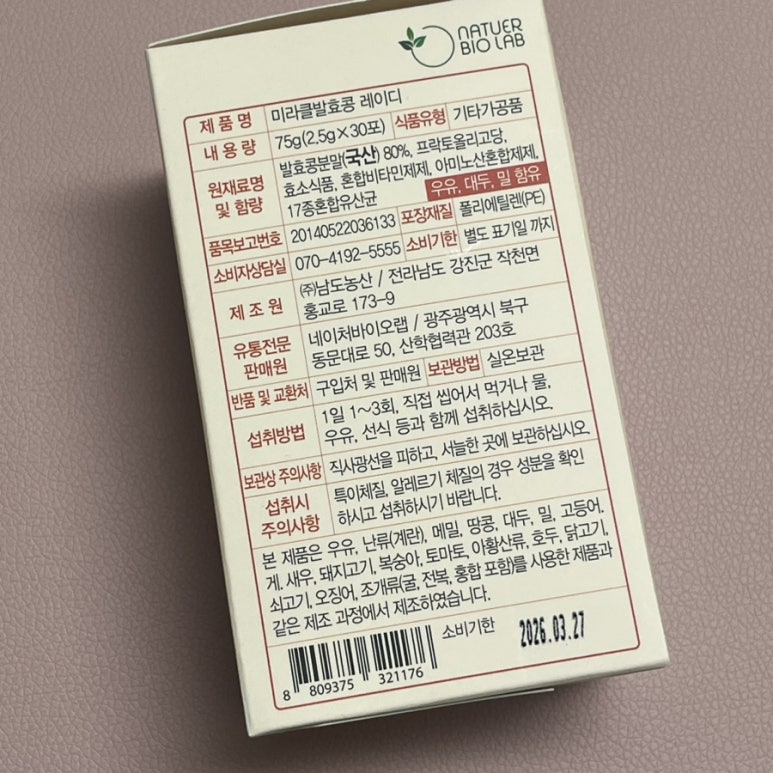 NATUER
BIO LAB
제품명 미라클발효콩 레이디
내용량 75g(2.5g×30포) 식품유형 기타가공품
원재료명 및 함량
발효콩분말(국산) 80%, 프락토올리고당,
효소식품, 혼합비타민제제, 아미노산혼합제제,
17종혼합유산균 우유, 대두, 밀 함유
품목보고번호 20140522036133 포장재질 폴리에틸렌(PE)
소비자상담실 070-4192-5555 소비기한 별도 표기일 까지
제조원 ㈜남도농산 / 전라남도 강진군 작천면
홍교로 173-9
유통전문
판매원
네이처바이오랩 / 광주광역시 북구
동문대로 50, 산학협력관 203호
반품 및 교환처 구입처 및 판매원 보관방법 실온보관
섭취방법 1일 1~3회, 직접 씹어서 먹거나 물,
우유, 선식 등과 함께 섭취하십시오.
보관상 주의사항 직사광선을 피하고, 서늘한 곳에 보관하십시오.
섭취시
주의사항
특이체질, 알레르기 체질의 경우 성분을 확인
하시고 섭취하시기 바랍니다.
본 제품은 우유, 난류(계란), 메밀, 땅콩, 대두, 밀, 고등어,
게, 새우, 돼지고기, 복숭아, 토마토, 아황산류, 호두, 닭고기,
쇠고기, 오징어, 조개류(굴, 전복, 홍합 포함)를 사용한 제품과
같은 제조 과정에서 제조하였습니다.
소비기한 2026.03.27
8 809375 321176